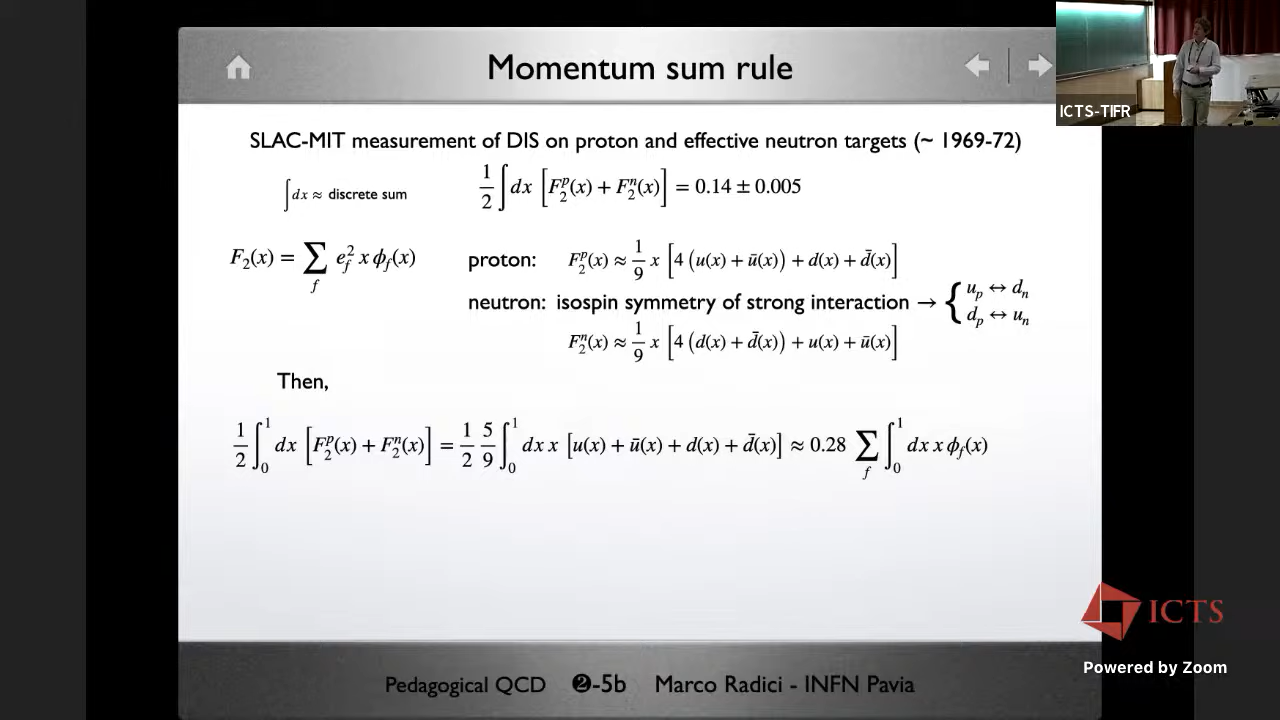 Momentum sum rule
ICTS-TIFR
SLAC-MIT measurement of DIS on proton and effective neutron targets (~ 1969-72)
∫dx ≈ discrete sum
1/2 ∫dx [F₂ᵖ(x) + F₂ⁿ(x)] = 0.14 ± 0.005
F₂(x) = ∑_f e_f² x ϕ_f(x)
proton: F₂ᵖ(x) ≈ 1/9 x [4 (u(x) + ū(x)) + d(x) + d̄(x)]
neutron: isospin symmetry of strong interaction → { u_p ↔ d_n
d_p ↔ u_n
F₂ⁿ(x) ≈ 1/9 x [4 (d(x) + d̄(x)) + u(x) + ū(x)]
Then,
1/2 ∫₀¹ dx [F₂ᵖ(x) + F₂ⁿ(x)] = 1/2 5/9 ∫₀¹ dx x [u(x) + ū(x) + d(x) + d̄(x)] ≈ 0.28 ∑_f ∫₀¹ dx x ϕ_f(x)
ICTS
Powered by Zoom
Pedagogical QCD ❷-5b Marco Radici - INFN Pavia